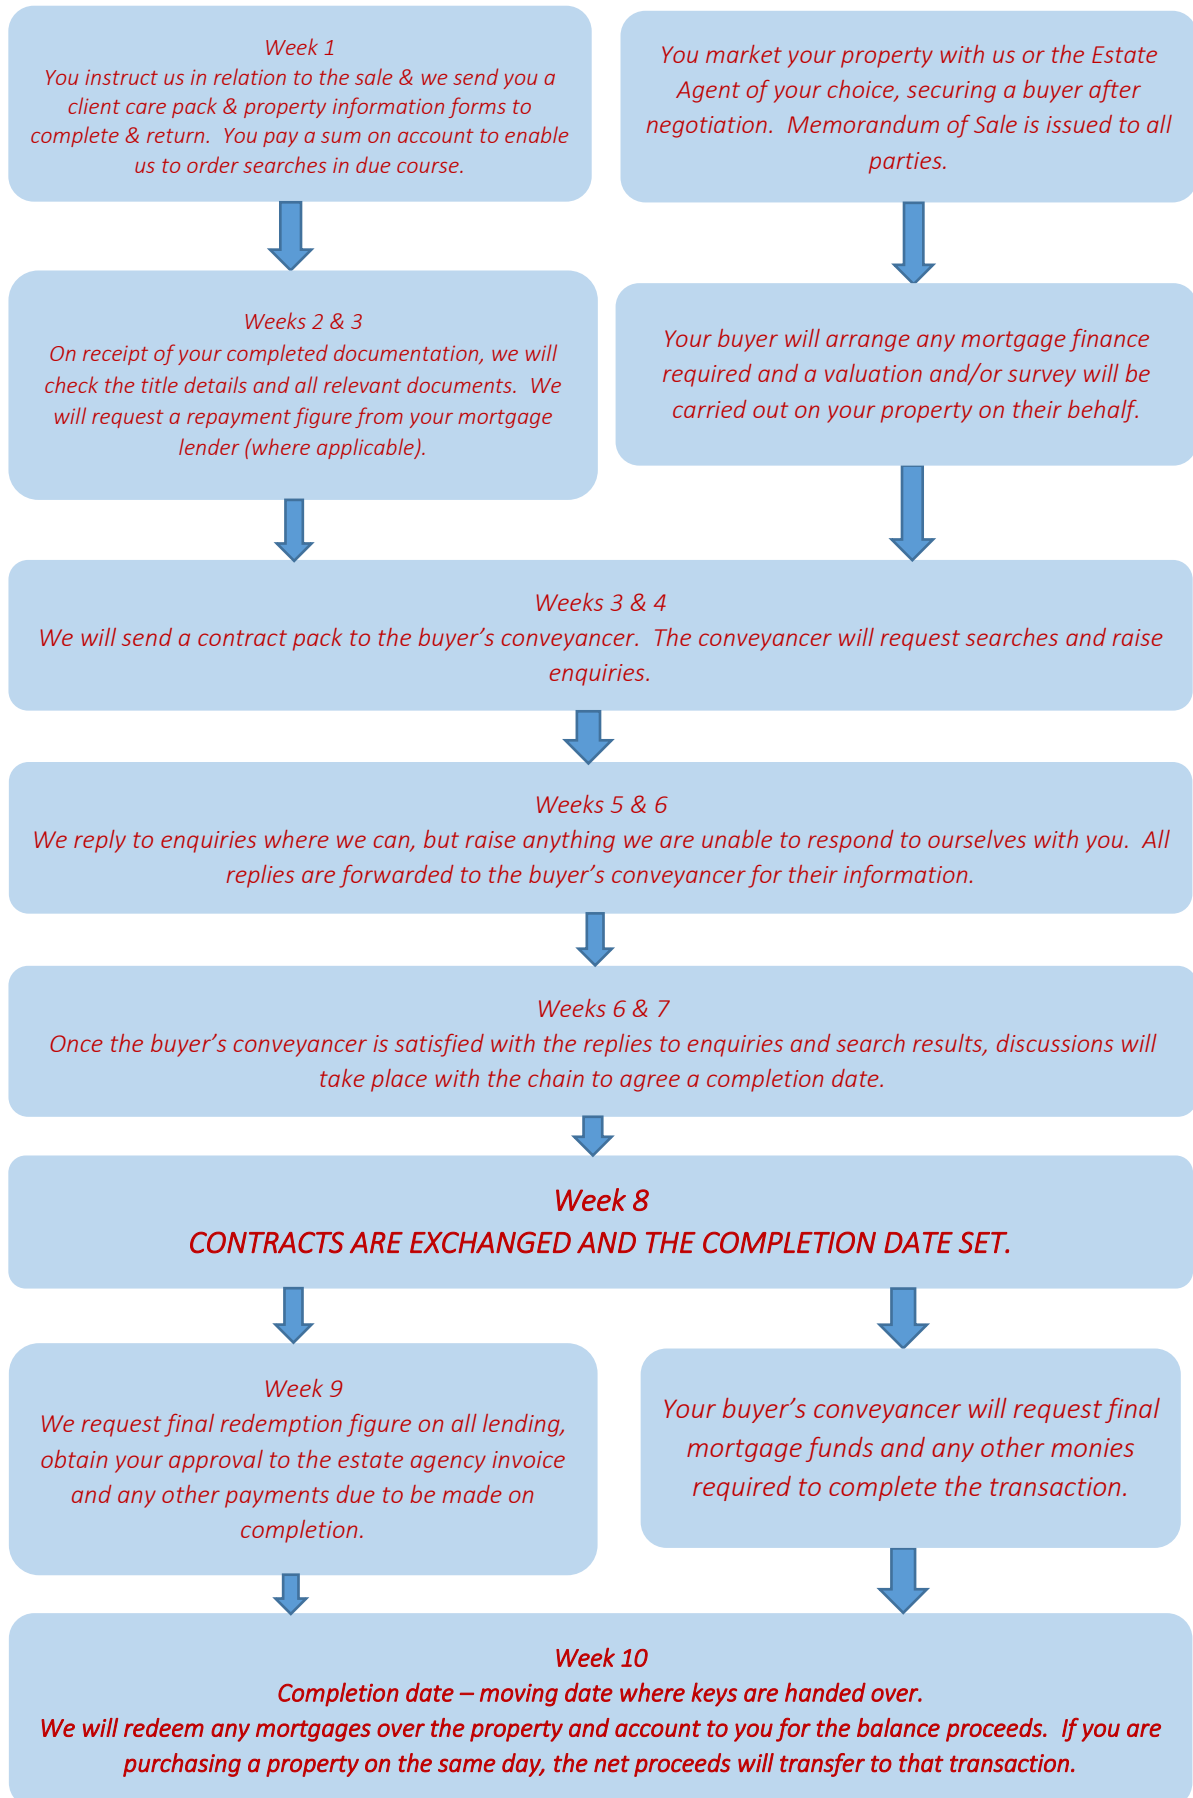 Week 1
You instruct us in relation to the sale & we send you a
client care pack & property information forms to
complete & return.  You pay a sum on account to enable
us to order searches in due course.
You market your property with us or the Estate
Agent of your choice, securing a buyer after
negotiation.  Memorandum of Sale is issued to all
parties.
Weeks 2 & 3
On receipt of your completed documentation, we will
check the title details and all relevant documents.  We
will request a repayment figure from your mortgage
lender (where applicable).
Your buyer will arrange any mortgage finance
required and a valuation and/or survey will be
carried out on your property on their behalf.
Weeks 3 & 4
We will send a contract pack to the buyer’s conveyancer.  The conveyancer will request searches and raise
enquiries.
Weeks 5 & 6
We reply to enquiries where we can, but raise anything we are unable to respond to ourselves with you.  All
replies are forwarded to the buyer’s conveyancer for their information.
Weeks 6 & 7
Once the buyer’s conveyancer is satisfied with the replies to enquiries and search results, discussions will
take place with the chain to agree a completion date.
Week 8
CONTRACTS ARE EXCHANGED AND THE COMPLETION DATE SET.
Week 9
We request final redemption figure on all lending,
obtain your approval to the estate agency invoice
and any other payments due to be made on
completion.
Your buyer’s conveyancer will request final
mortgage funds and any other monies
required to complete the transaction.
Week 10
Completion date – moving date where keys are handed over.
We will redeem any mortgages over the property and account to you for the balance proceeds.  If you are
purchasing a property on the same day, the net proceeds will transfer to that transaction.